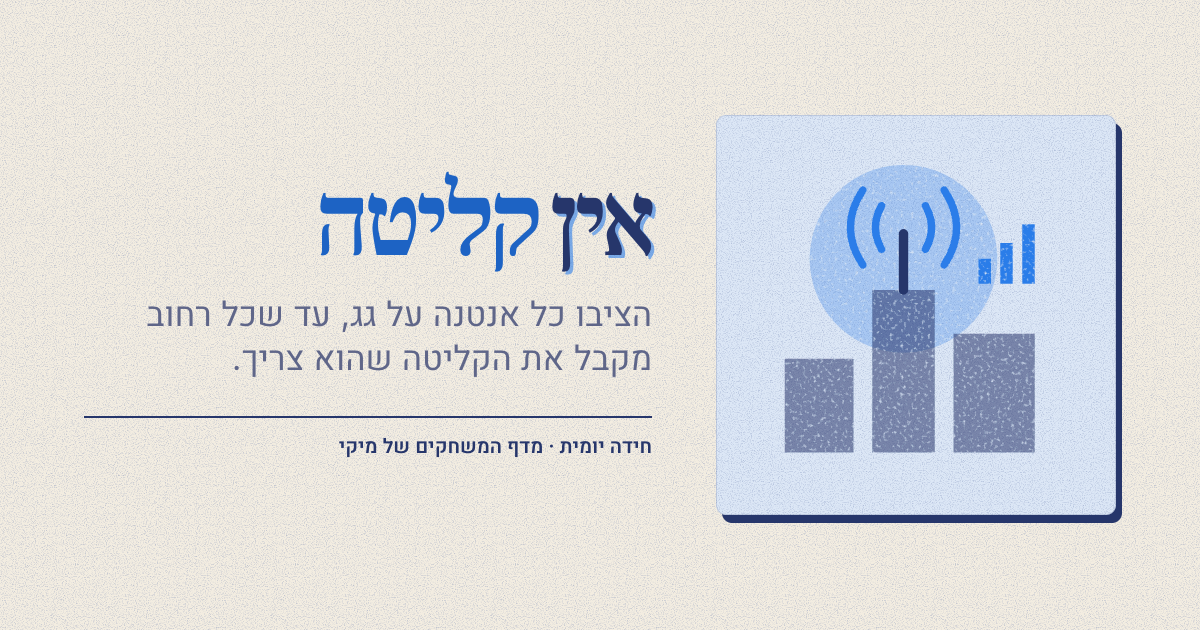 אין קליטה
הציבו כל אנטנה על גג, עד שכל רחוב
מקבל את הקליטה שהוא צריך.
חידה יומית · מדף המשחקים של מיקי